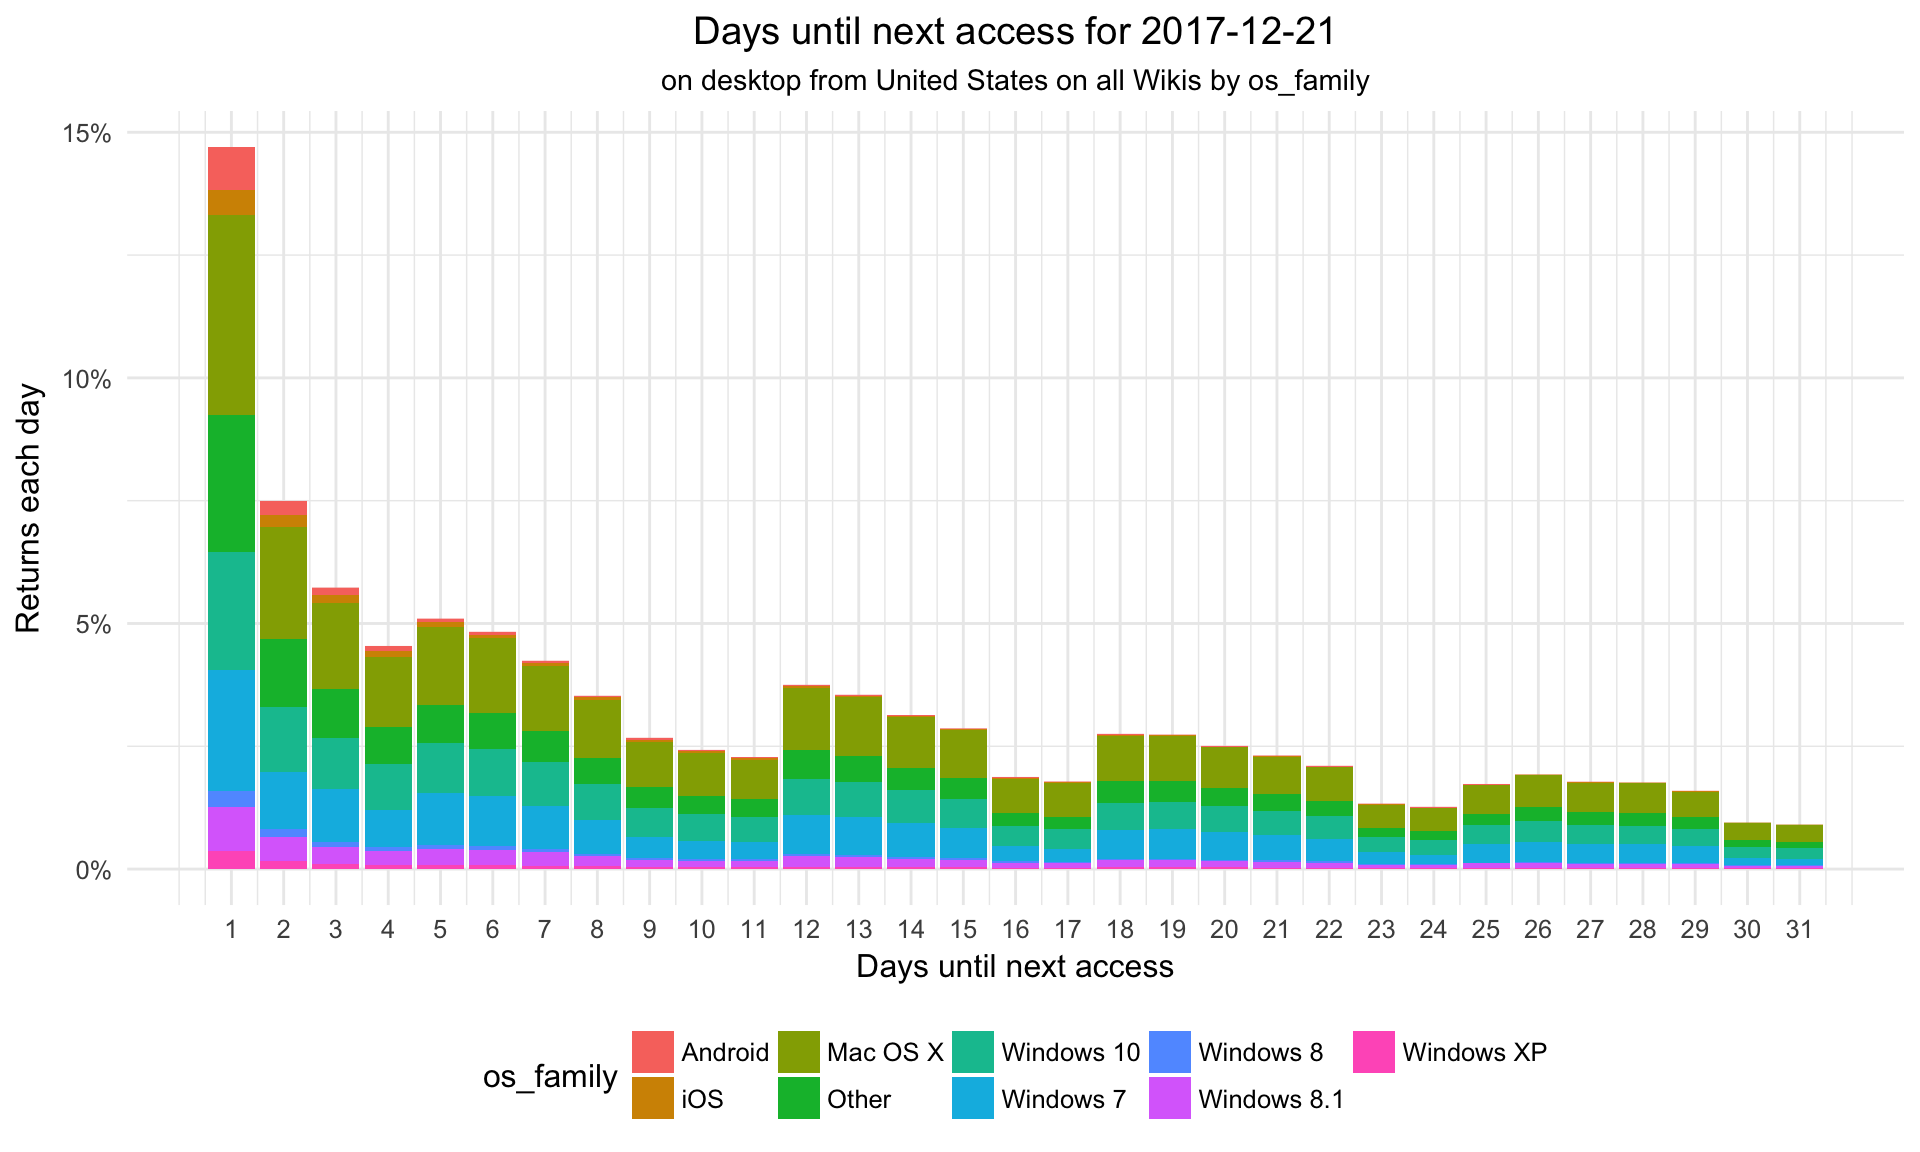 Days until next access for 2017-12-21
on desktop from United States on all Wikis by os_family
Returns each day
15%
10%
5%
0%
1 2 3 4 5 6 7 8 9 10 11 12 13 14 15 16 17 18 19 20 21 22 23 24 25 26 27 28 29 30 31
Days until next access
os_family
Android Mac OS X Windows 10 Windows 8 Windows XP
iOS Other Windows 7 Windows 8.1